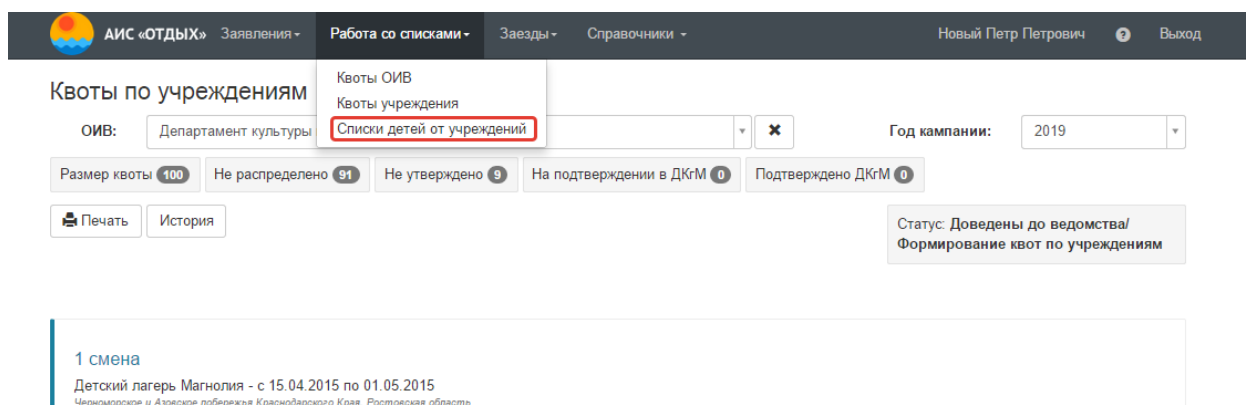 АИС «ОТДЫХ» Заявления Работа со списками Заезды Справочники Новый Петр Петрович ? Выход
Квоты ОИВ
Квоты учреждения
Списки детей от учреждений
Квоты по учреждениям
ОИВ: Департамент культуры Год кампании: 2019
Размер квоты 100 Не распределено 91 Не утверждено 9 На подтверждении в ДКгМ 0 Подтверждено ДКгМ 0
Печать История
Статус: Доведены до ведомства/
Формирование квот по учреждениям
1 смена
Детский лагерь Магнолия - с 15.04.2015 по 01.05.2015
Черноморское и Азовское побережья Краснодарского Края, Ростовская область